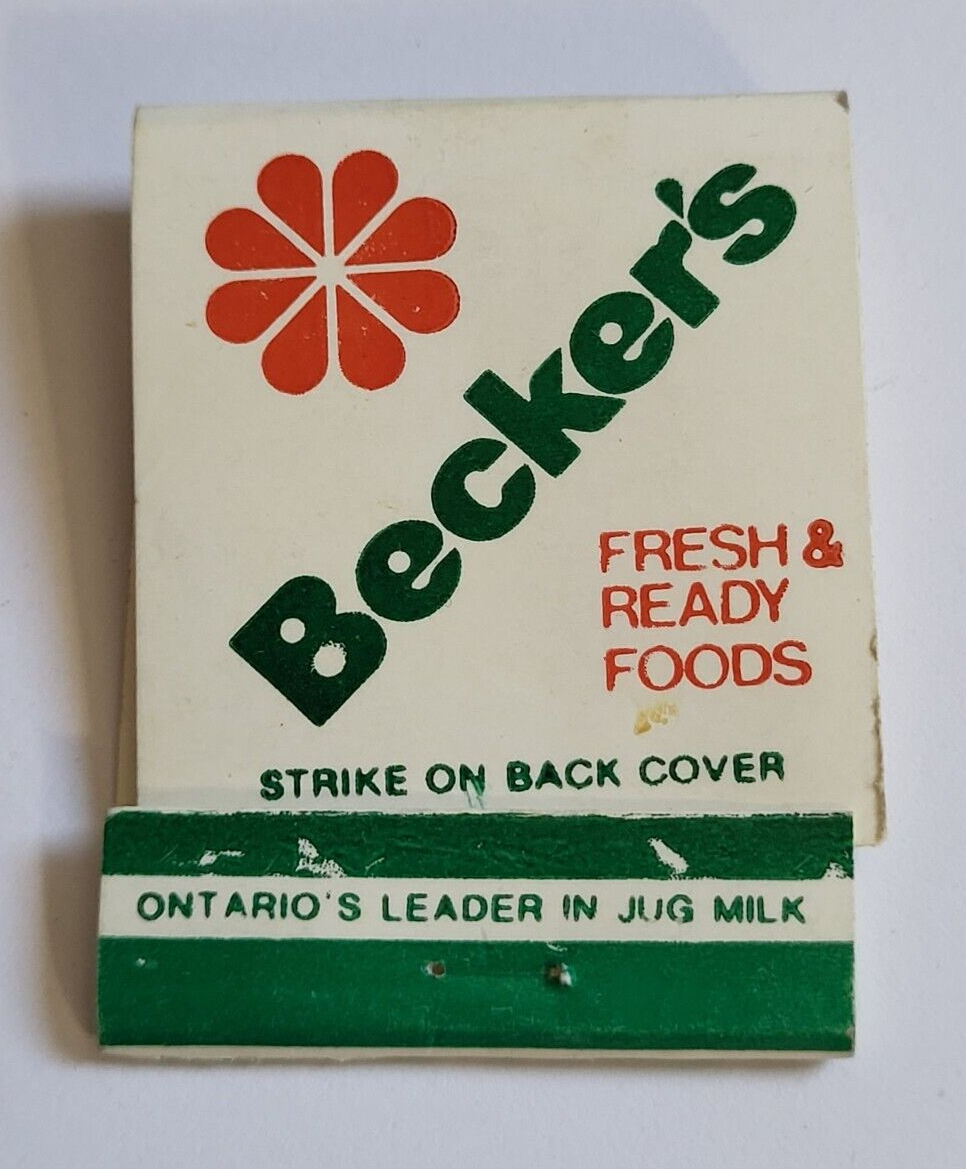 Becker's
FRESH &
READY
FOODS
STRIKE ON BACK COVER
ONTARIO'S LEADER IN JUG MILK